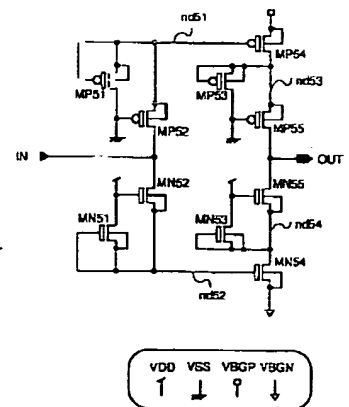 nd51
MP54
MP51
MP53
nd53
MP52
MP55
IN
OUT
MN52
MN55
MN51
MN53
nd54
MN54
nd52
VDD VSS VBGP VBGN